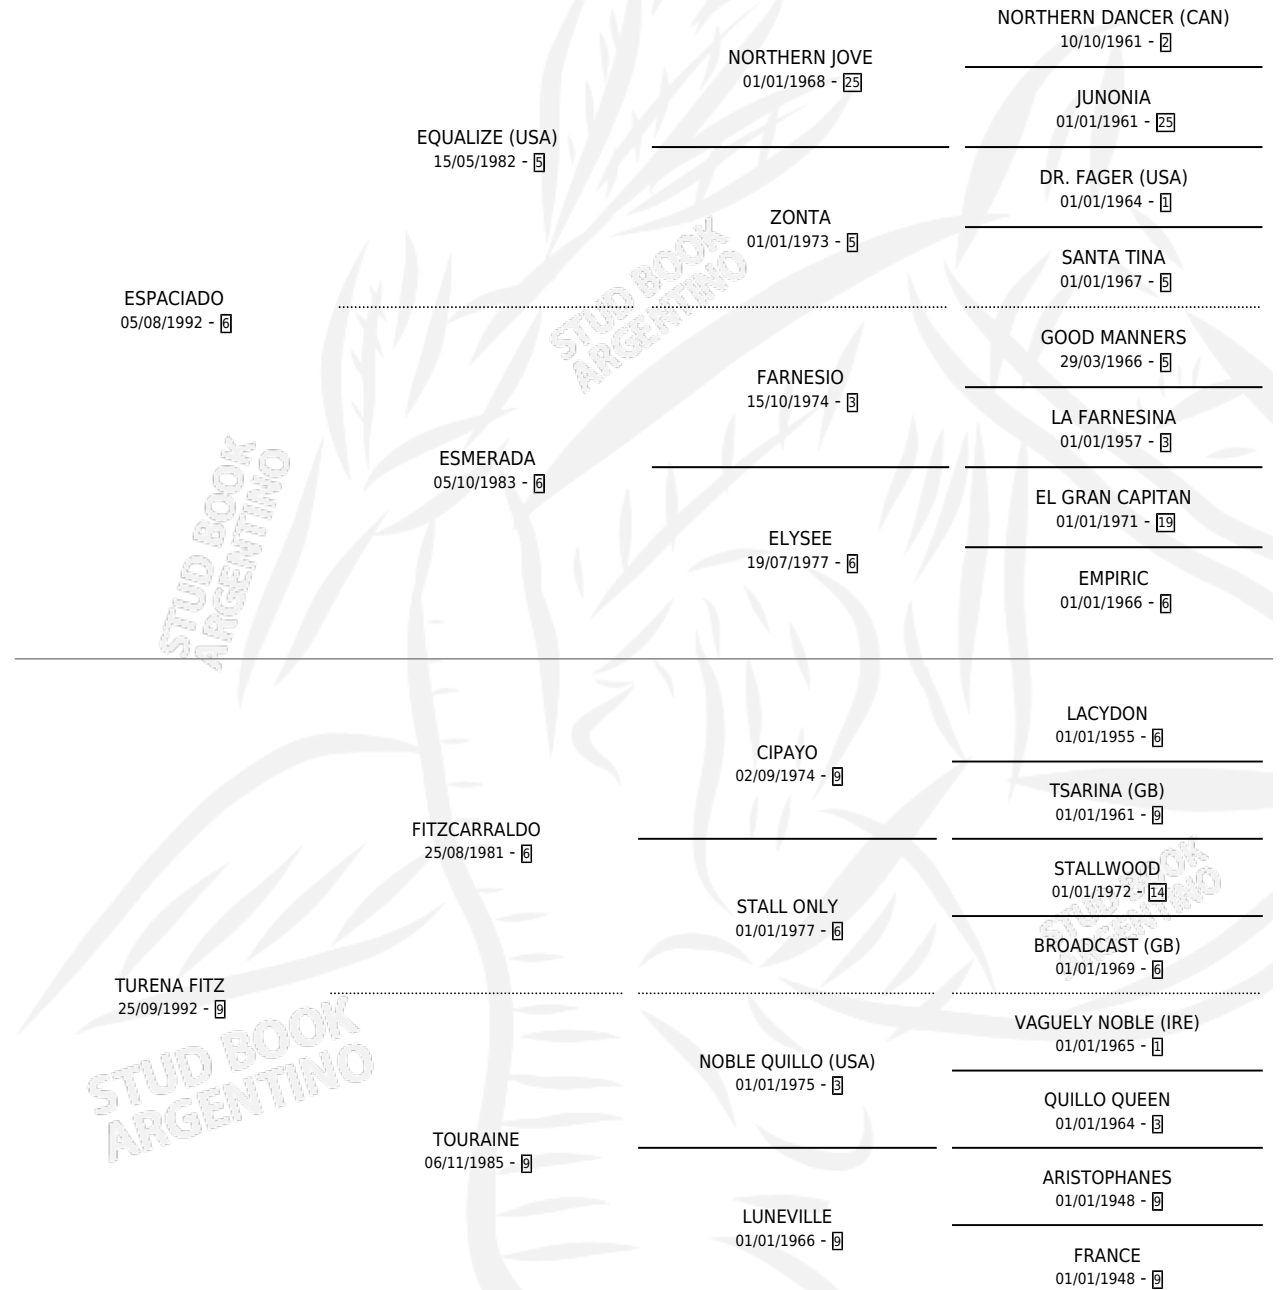 NORTHERN DANCER (CAN)
10/10/1961 - 2
NORTHERN JOVE
01/01/1968 - 25
JUNONIA
01/01/1961 - 25
EQUALIZE (USA)
15/05/1982 - 5
DR. FAGER (USA)
01/01/1964 - 1
ZONTA
01/01/1973 - 5
SANTA TINA
01/01/1967 - 5
ESPACIADO
05/08/1992 - 6
STUD BOOK
ARGENTINO
GOOD MANNERS
29/03/1966 - 5
FARNESIO
15/10/1974 - 3
LA FARNESINA
01/01/1957 - 3
ESMERADA
05/10/1983 - 6
EL GRAN CAPITAN
01/01/1971 - 19
ELYSEE
19/07/1977 - 6
EMPIRIC
01/01/1966 - 6
STUD BOOK
ARGENTINO
LACYDON
01/01/1955 - 6
CIPAYO
02/09/1974 - 9
TSARINA (GB)
01/01/1961 - 9
FITZCARRALDO
25/08/1981 - 6
STALLWOOD
01/01/1972 - 14
STALL ONLY
01/01/1977 - 6
BROADCAST (GB)
01/01/1969 - 6
STUD BOOK
ARGENTINO
TURENA FITZ
25/09/1992 - 9
VAGUELY NOBLE (IRE)
01/01/1965 - 1
NOBLE QUILLO (USA)
01/01/1975 - 3
QUILLO QUEEN
01/01/1964 - 3
STUD BOOK
ARGENTINO
TOURAINE
06/11/1985 - 9
ARISTOPHANES
01/01/1948 - 9
LUNEVILLE
01/01/1966 - 9
FRANCE
01/01/1948 - 9